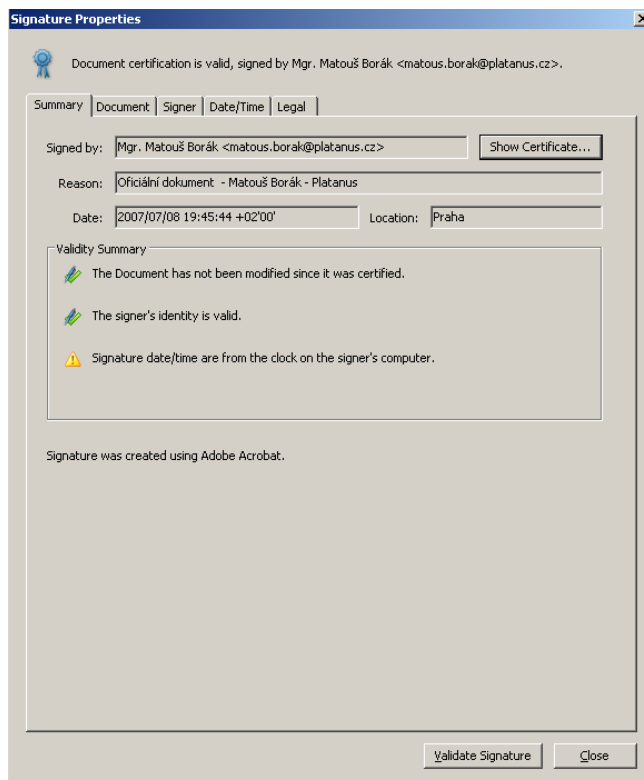 Signature Properties
Document certification is valid, signed by Mgr. Matouš Borák <matous.borak@platanus.cz>.
Summary Document Signer Date/Time Legal
Signed by: Mgr. Matouš Borák <matous.borak@platanus.cz> Show Certificate...
Reason: Oficiální dokument - Matouš Borák - Platanus
Date: 2007/07/08 19:45:44 +02'00' Location: Praha
Validity Summary
The Document has not been modified since it was certified.
The signer's identity is valid.
Signature date/time are from the clock on the signer's computer.
Signature was created using Adobe Acrobat.
Validate Signature Close